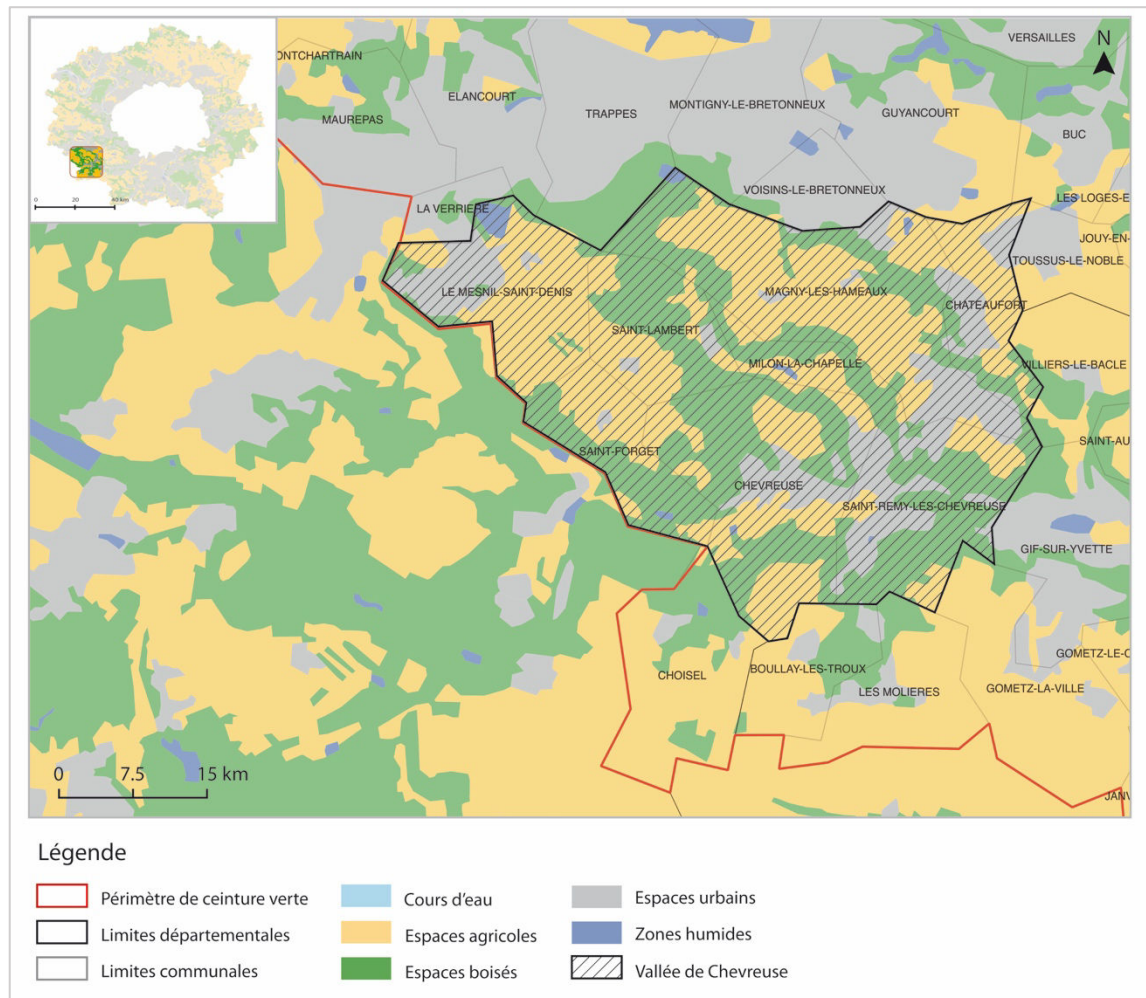 VERSAILLES
N
ONTCHARTRAIN
ELANCOURT
MONTIGNY-LE-BRETONNEUX
TRAPPES
GUYANCOURT
MAUREPAS
BUC
VOISINS-LE-BRETONNEUX
LES LOGES-E
LA VERRIERE
JOUY-EN-
TOUSSUS-LE-NOBLE
0 20 40 km
LE MESNIL-SAINT-DENIS
MAGNY-LES-HAMEAUX
CHATEAUFORT
SAINT-LAMBERT
MILON-LA-CHAPELLE
VILLIERS-LE-BACLE
SAINT-AU
SAINT-FORGET
CHEVREUSE
SAINT-REMY-LES-CHEVREUSE
GIF-SUR-YVETTE
GOMETZ-LE-C
CHOISEL
BOULLAY-LES-TROUX
LES MOLIERES
GOMETZ-LA-VILLE
0 7.5 15 km
JANV
Légende
Périmètre de ceinture verte
Cours d'eau
Espaces urbains
Limites départementales
Espaces agricoles
Zones humides
Limites communales
Espaces boisés
Vallée de Chevreuse